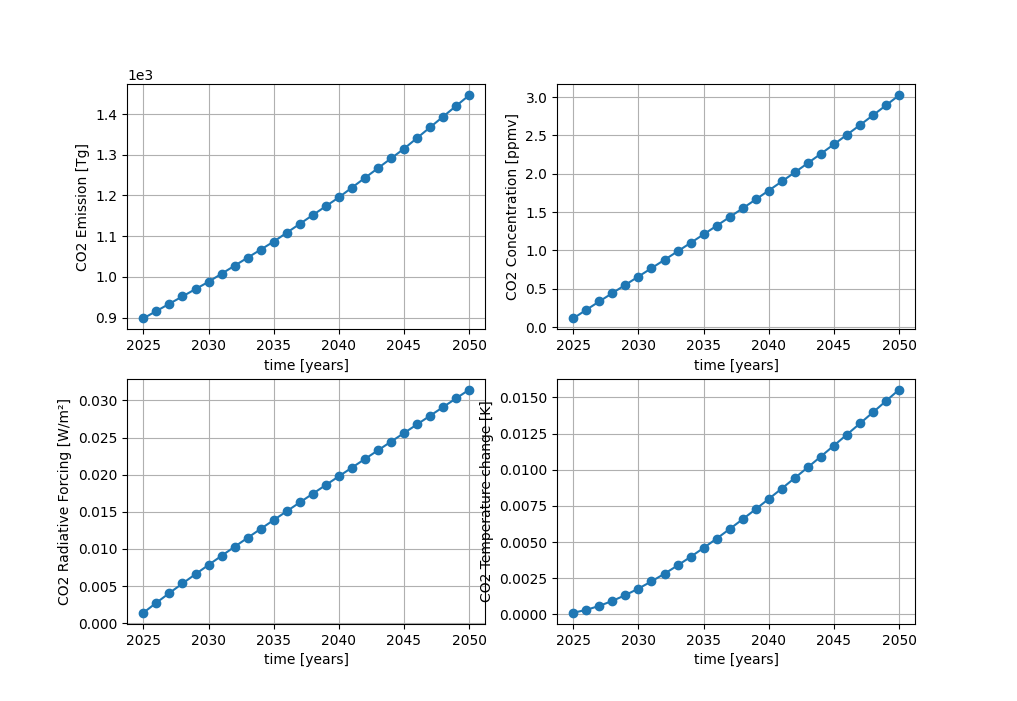 1e3
CO2 Emission [Tg]
1.4
1.3
1.2
1.1
1.0
0.9
2025 2030 2035 2040 2045 2050
time [years]
CO2 Concentration [ppmv]
3.0
2.5
2.0
1.5
1.0
0.5
0.0
2025 2030 2035 2040 2045 2050
time [years]
CO2 Radiative Forcing [W/m²]
0.030
0.025
0.020
0.015
0.010
0.005
0.000
2025 2030 2035 2040 2045 2050
time [years]
CO2 Temperature change [K]
0.0150
0.0125
0.0100
0.0075
0.0050
0.0025
0.0000
2025 2030 2035 2040 2045 2050
time [years]